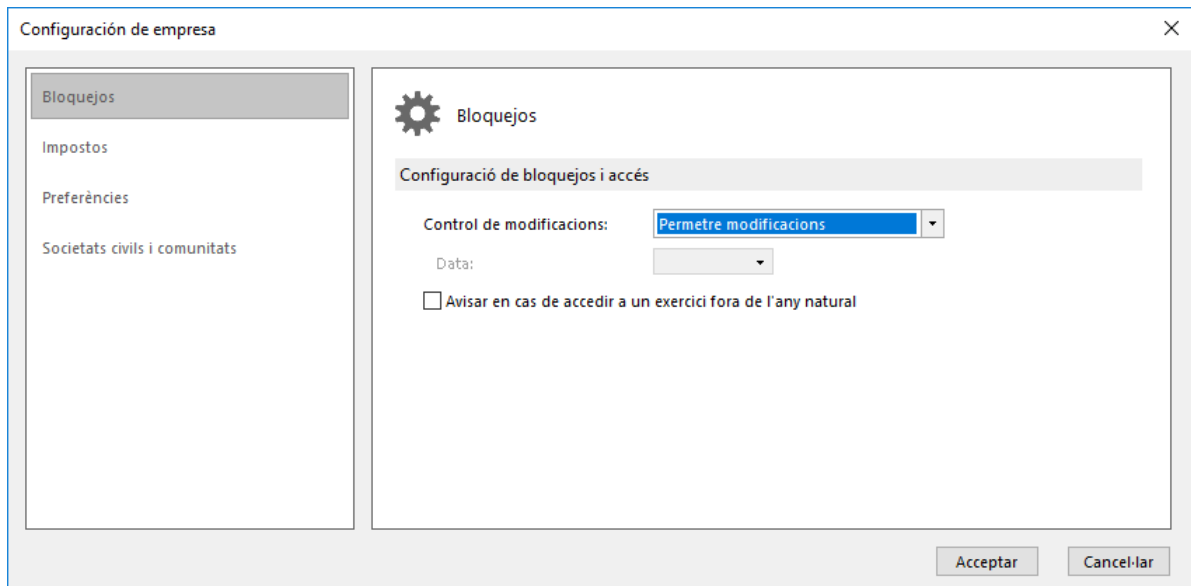 Configuración de empresa
Bloquejos
Impostos
Preferències
Societats civils i comunitats
Bloquejos
Configuració de bloquejos i accés
Control de modificacions: Permetre modificacions
Data:
Avisar en cas de accedir a un exercici fora de l'any natural
Acceptar Cancel·lar